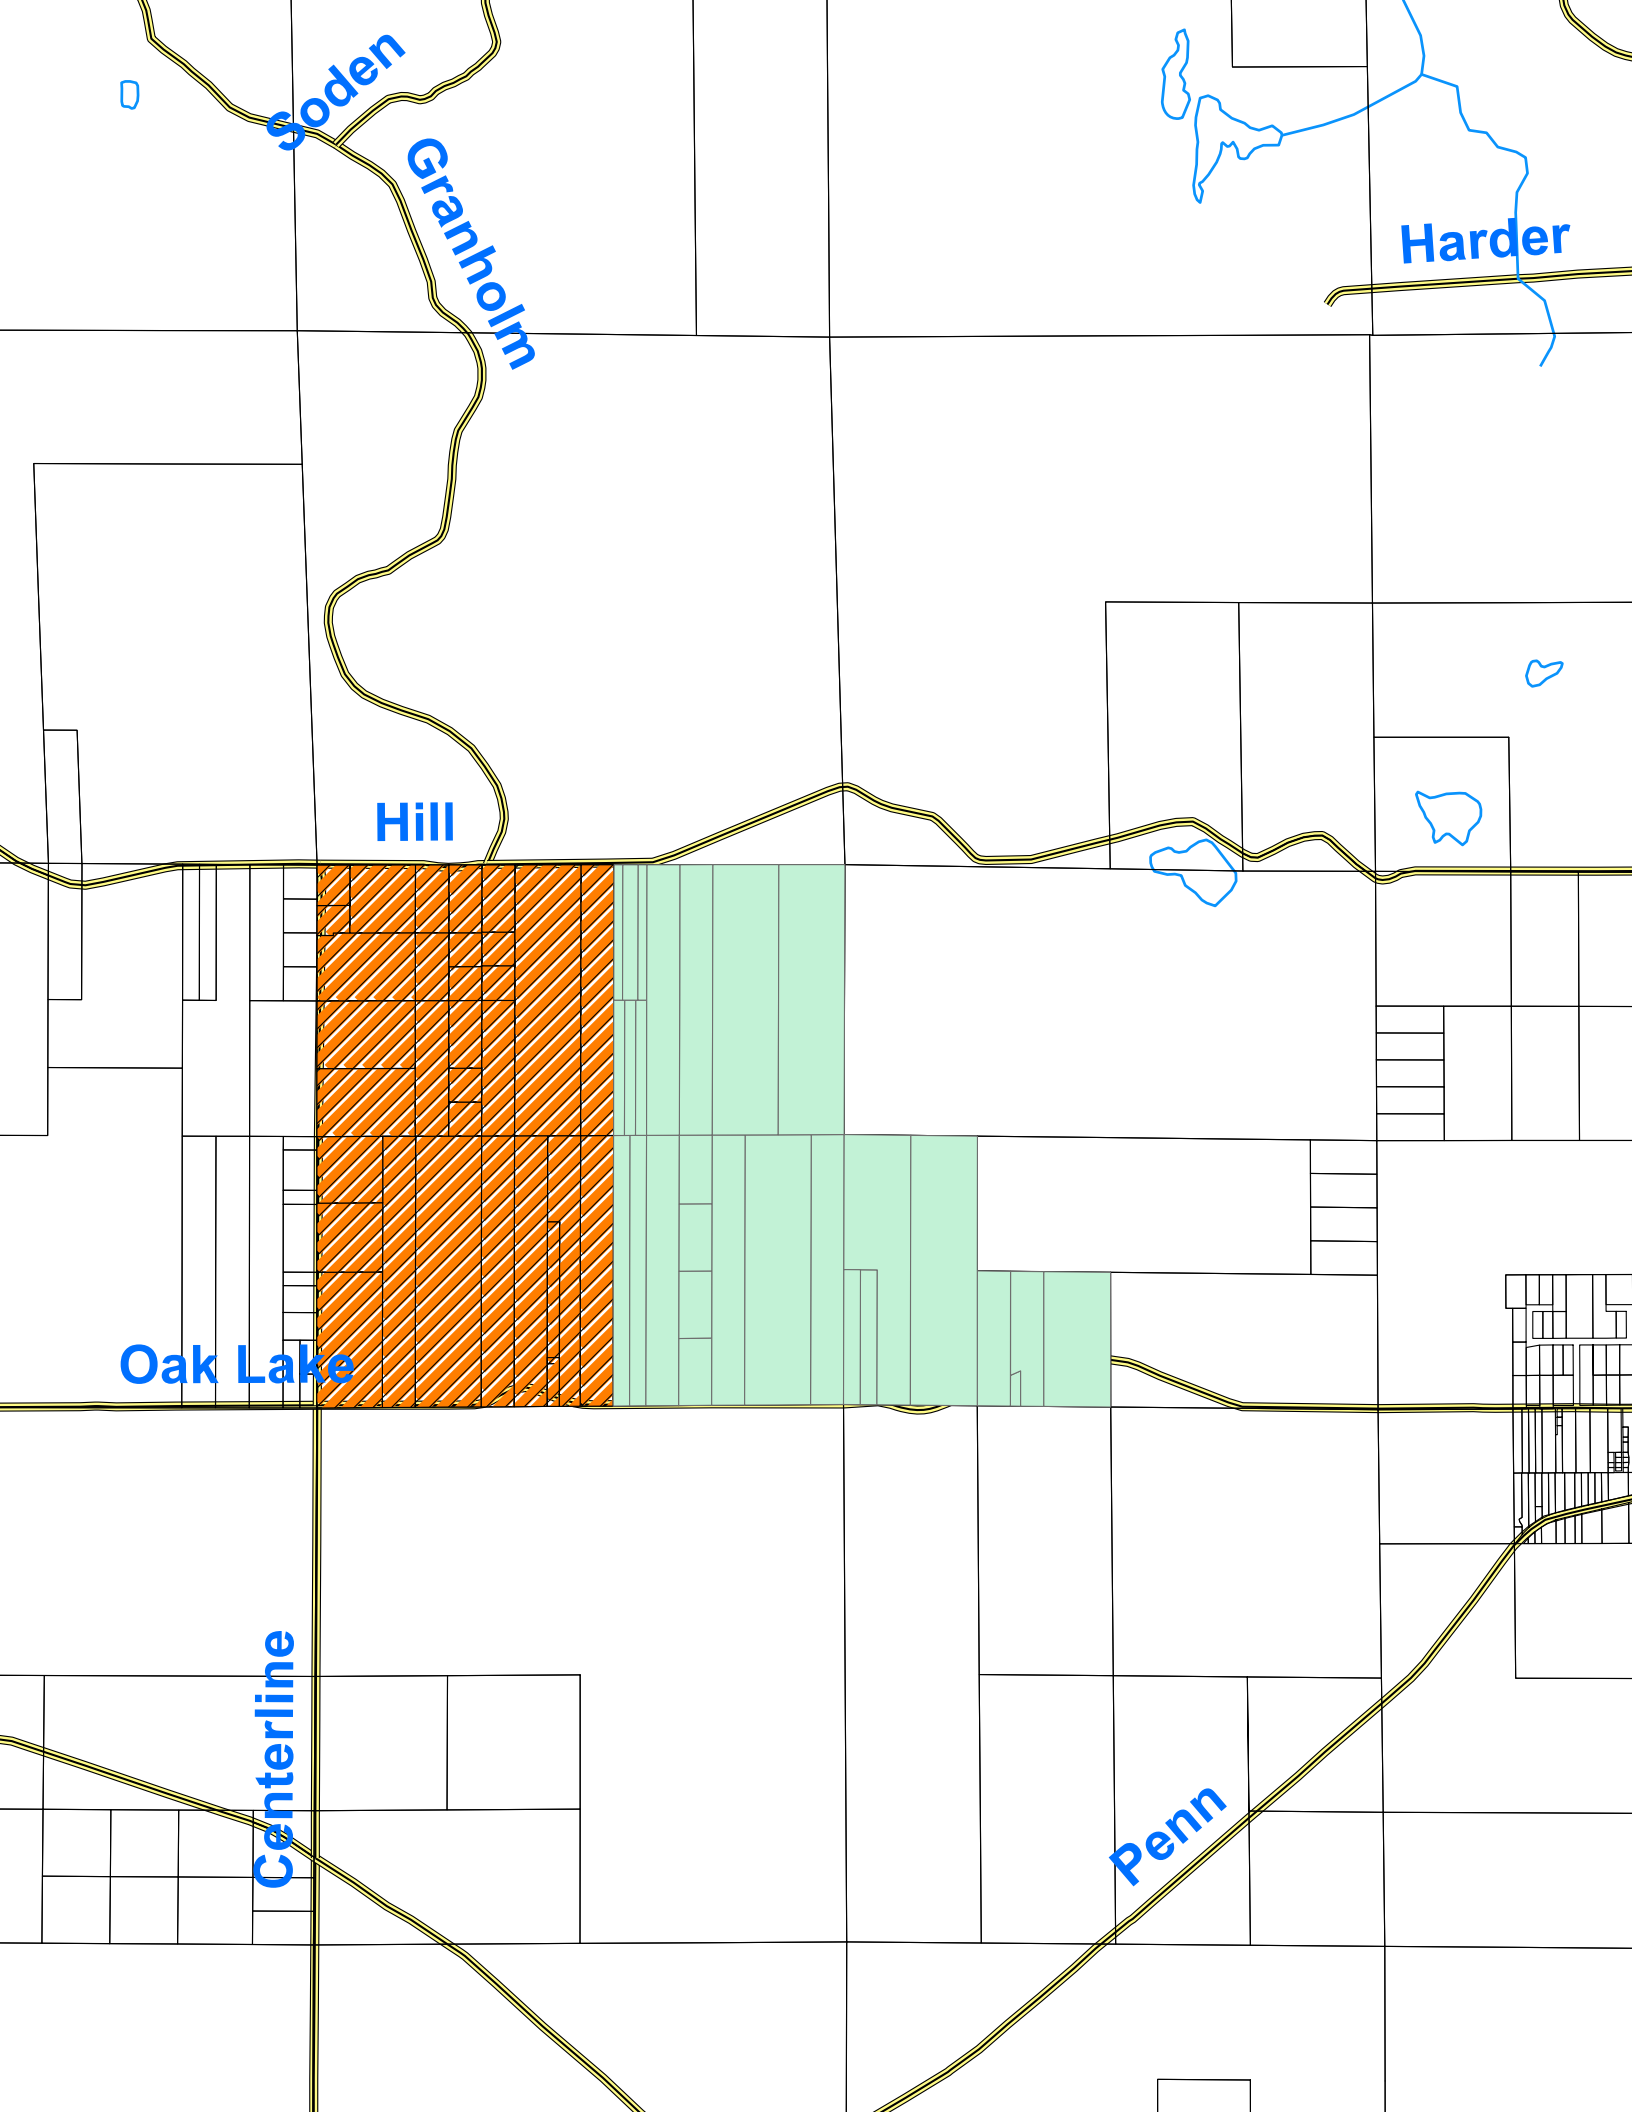 Soden
Granholm
Harder
Hill
Oak Lake
Centerline
Penn